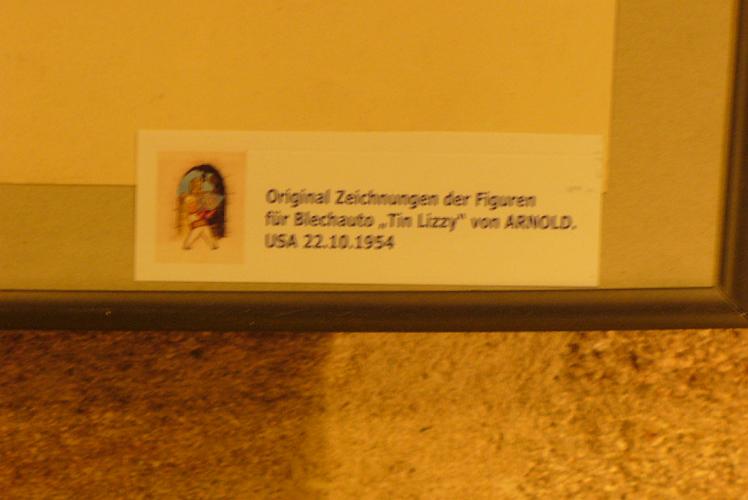 Original Zeichnungen der Figuren
für Blechauto „Tin Lizzy" von ARNOLD.
USA 22.10.1954